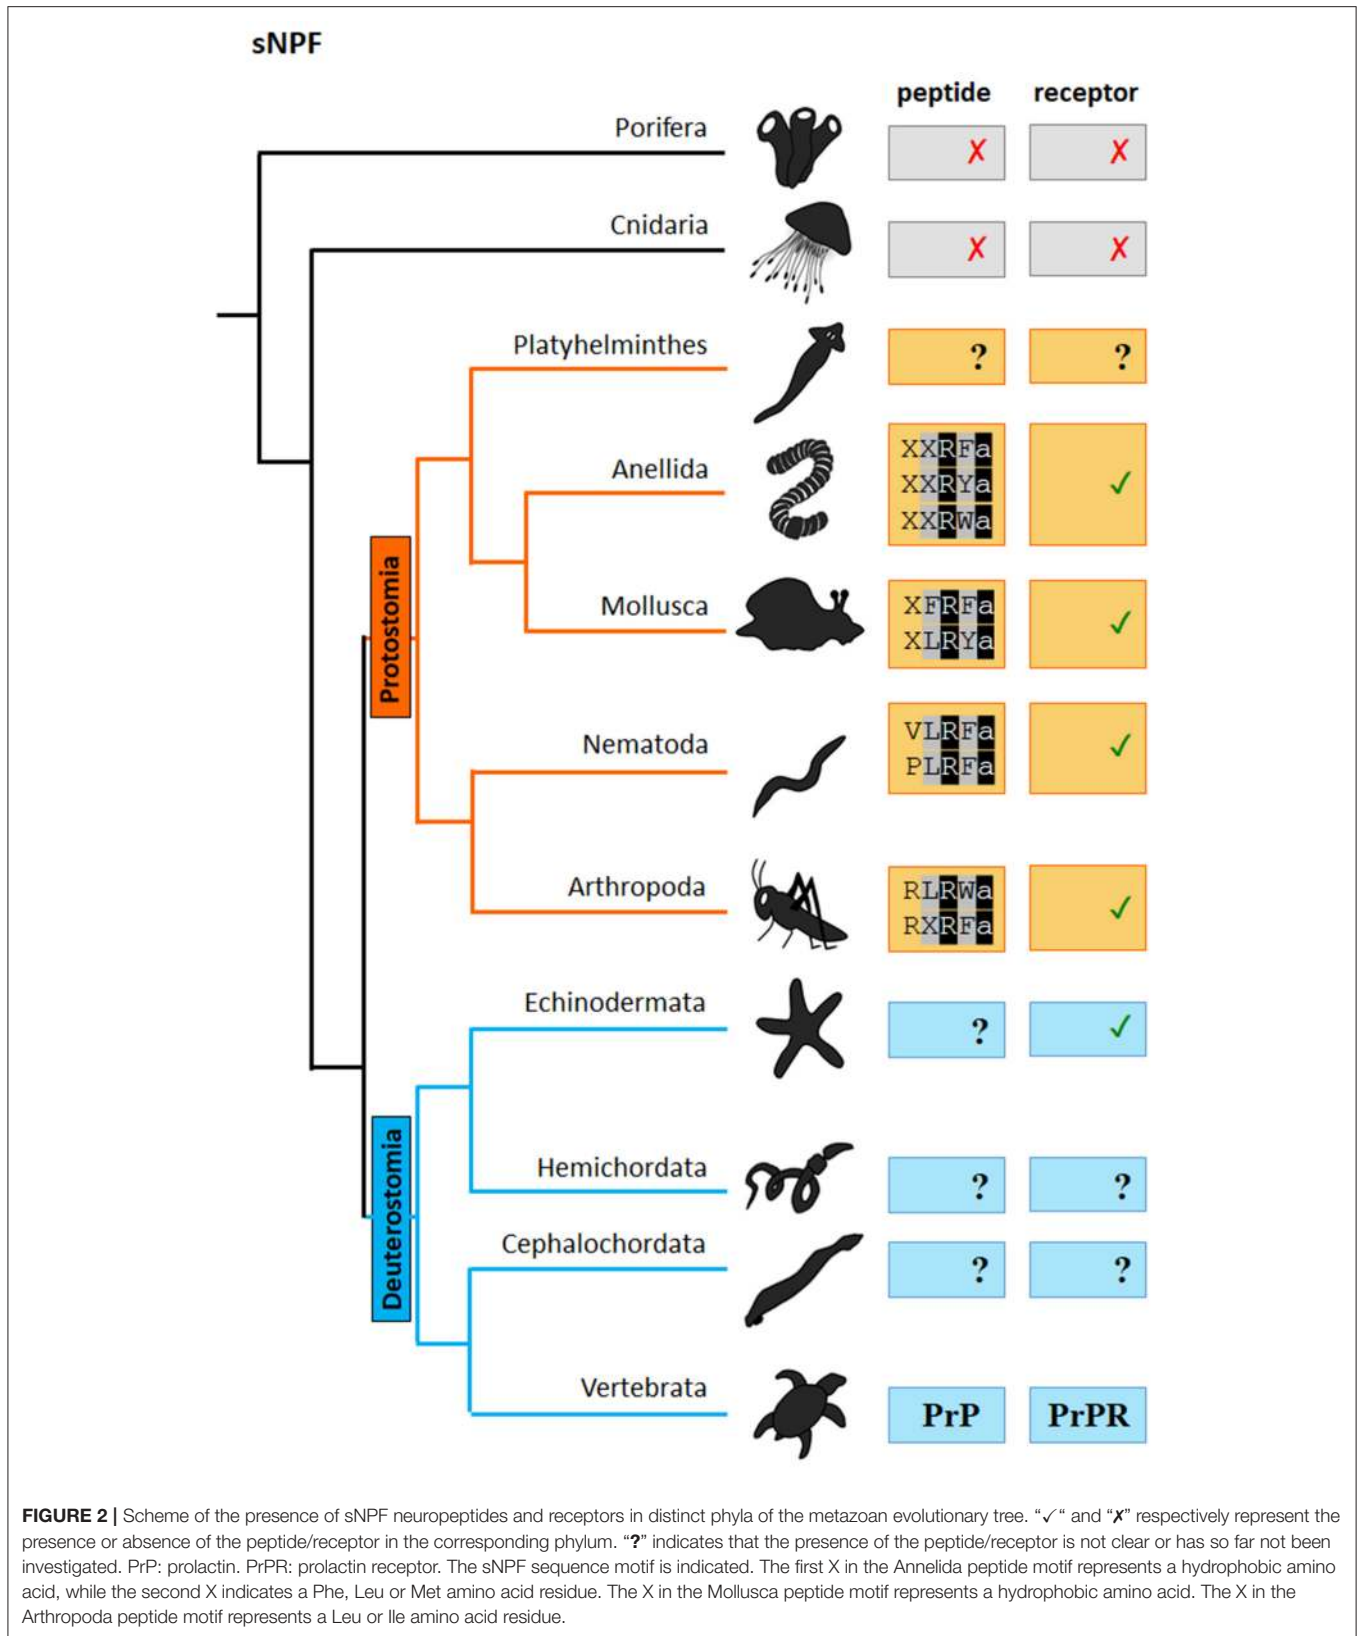 sNPF
peptide receptor
Porifera ✗ ✗
Cnidaria ✗ ✗
Platyhelminthes ? ?
XXRFa
Anellida XXRYa ✓
XXRWa
Protostomia
Mollusca XFRFa ✓
XLRYa
Nematoda VLRFa ✓
PLRFa
Arthropoda RLRWa ✓
RXRFa
Echinodermata ? ✓
Deuterostomia
Hemichordata ? ?
Cephalochordata ? ?
Vertebrata PrP PrPR
FIGURE 2 | Scheme of the presence of sNPF neuropeptides and receptors in distinct phyla of the metazoan evolutionary tree. “✓“ and “✗” respectively represent the
presence or absence of the peptide/receptor in the corresponding phylum. “?” indicates that the presence of the peptide/receptor is not clear or has so far not been
investigated. PrP: prolactin. PrPR: prolactin receptor. The sNPF sequence motif is indicated. The first X in the Annelida peptide motif represents a hydrophobic amino
acid, while the second X indicates a Phe, Leu or Met amino acid residue. The X in the Mollusca peptide motif represents a hydrophobic amino acid. The X in the
Arthropoda peptide motif represents a Leu or Ile amino acid residue.